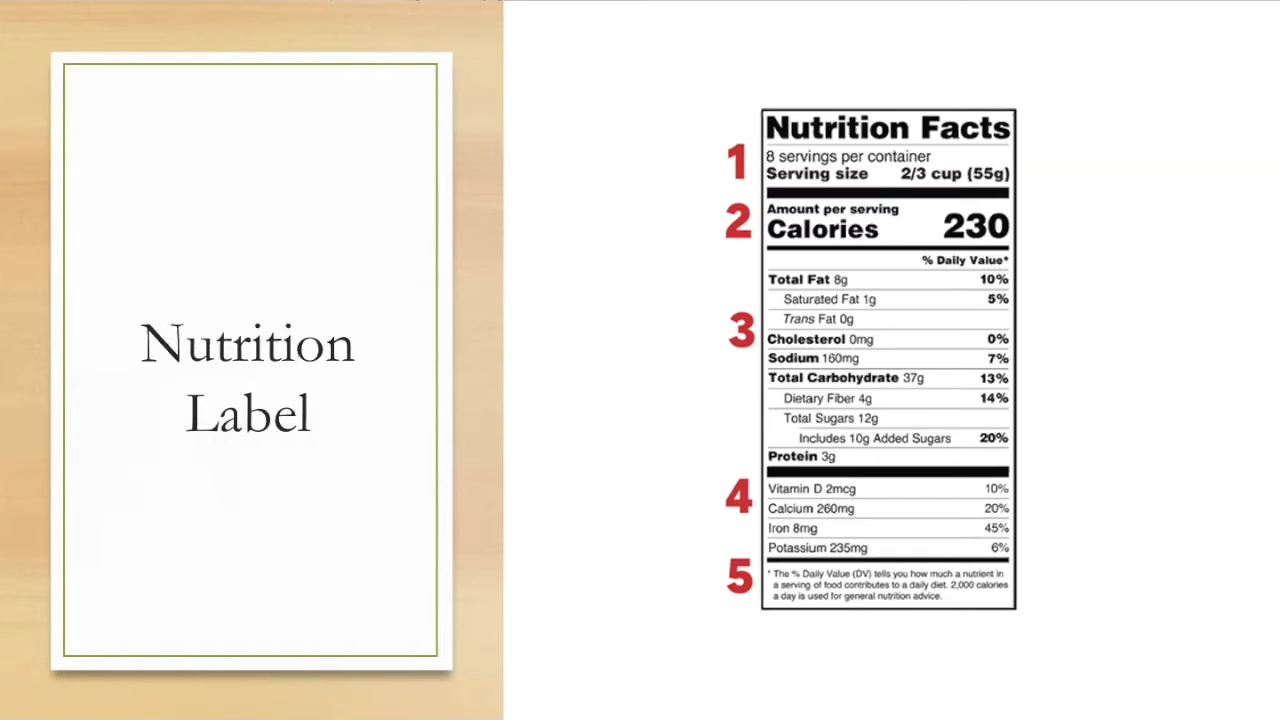 Nutrition
Label
Nutrition Facts
1
8 servings per container
Serving size 2/3 cup (55g)
2
Amount per serving
Calories 230
% Daily Value*
Total Fat 8g 10%
Saturated Fat 1g 5%
Trans Fat 0g
3
Cholesterol 0mg 0%
Sodium 160mg 7%
Total Carbohydrate 37g 13%
Dietary Fiber 4g 14%
Total Sugars 12g
Includes 10g Added Sugars 20%
Protein 3g
4
Vitamin D 2mcg 10%
Calcium 260mg 20%
Iron 8mg 45%
Potassium 235mg 6%
5
* The % Daily Value (DV) tells you how much a nutrient in
a serving of food contributes to a daily diet. 2,000 calories
a day is used for general nutrition advice.